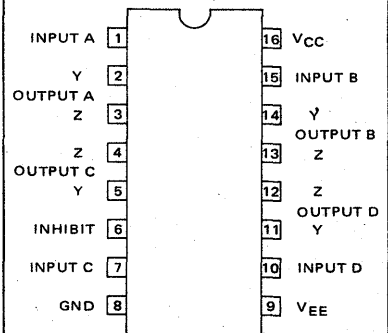 INPUT A 1
Y 2
OUTPUT A
Z 3
Z 4
OUTPUT C
Y 5
INHIBIT 6
INPUT C 7
GND 8
16 VCC
15 INPUT B
14 Y
OUTPUT B
13 Z
12 Z
OUTPUT D
11 Y
10 INPUT D
9 VEE